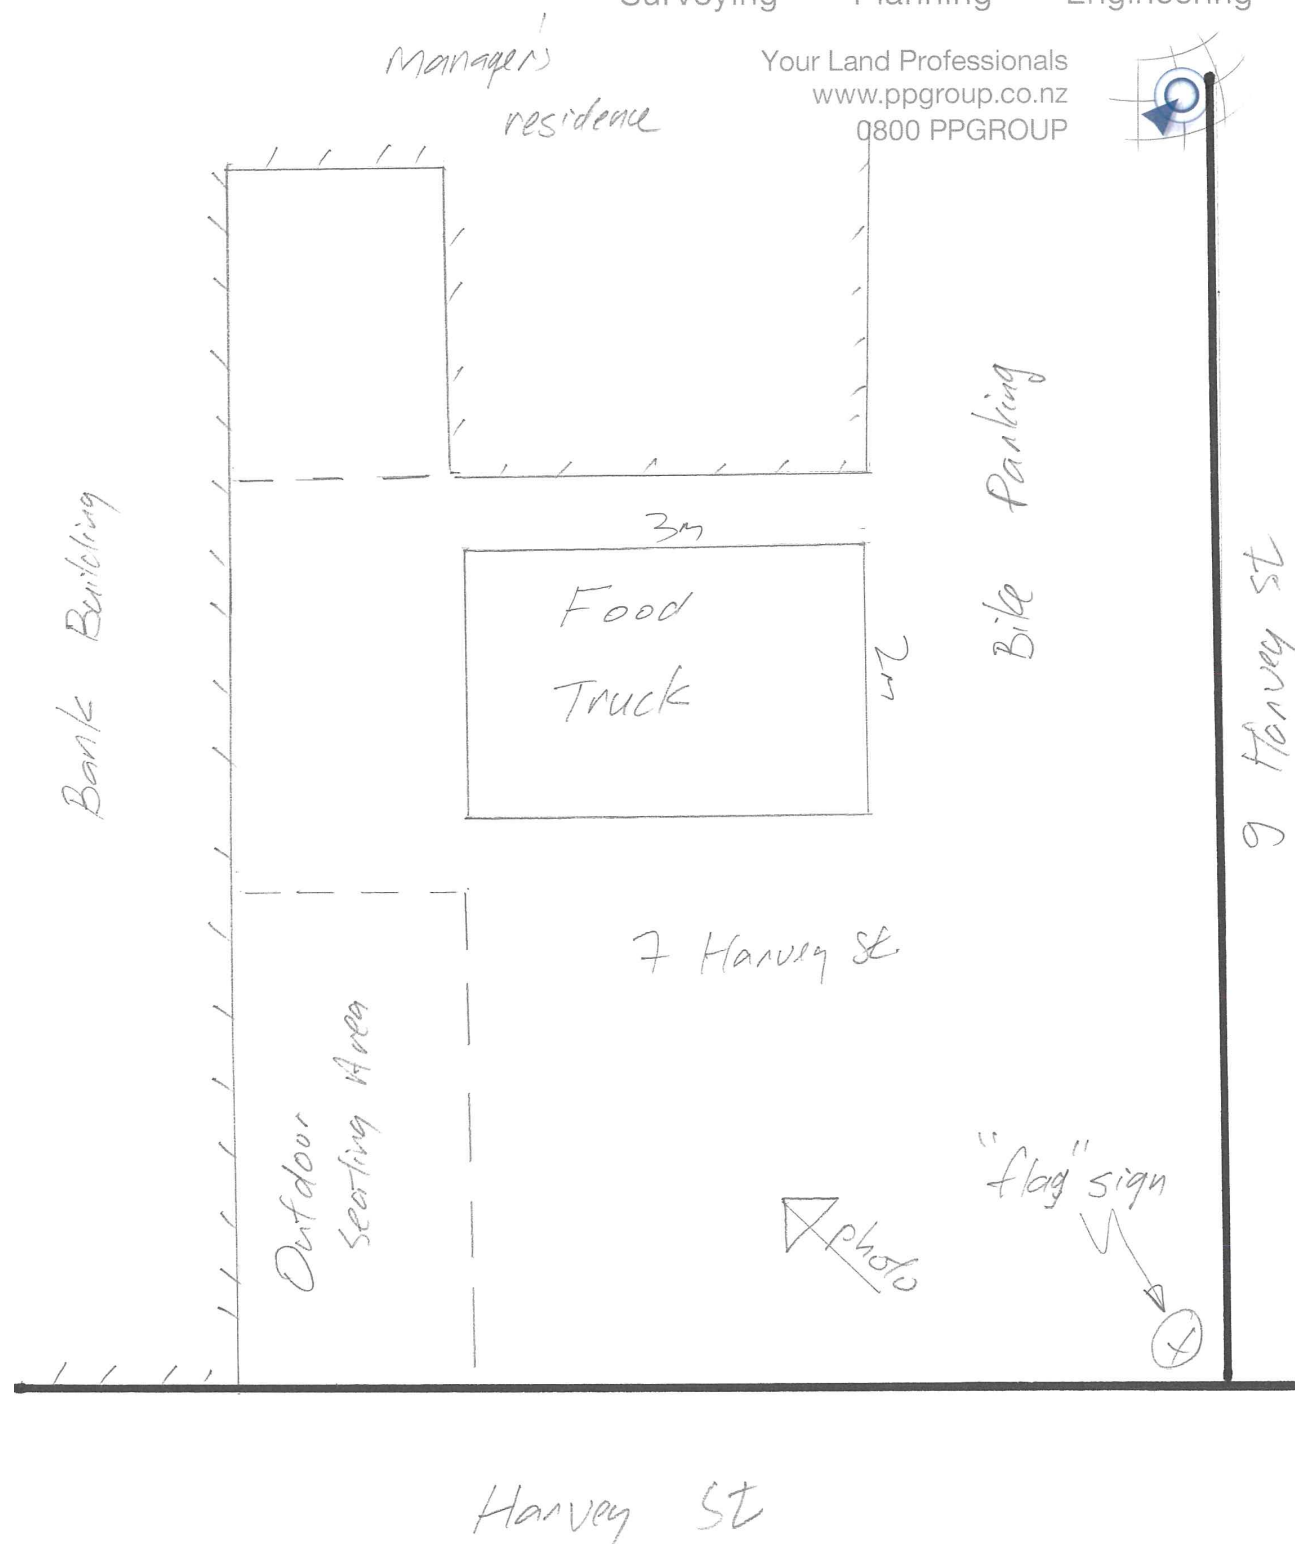 Surveying Planning Engineering
Your Land Professionals
www.ppgroup.co.nz
0800 PPGROUP
Manager's
residence
Bank Building
3m
Food
Truck
2m
Bike Parking
9 Harvey St
7 Harvey St.
Outdoor
Seating Area
"flag" sign
photo
X
Harvey St